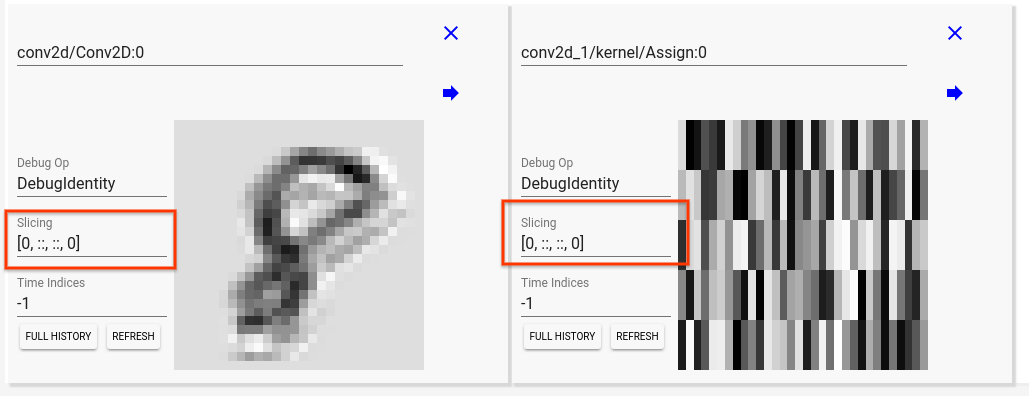 conv2d/Conv2D:0
Debug Op
DebugIdentity
Slicing
[0, ::, ::, 0]
Time Indices
-1
FULL HISTORY
REFRESH
conv2d_1/kernel/Assign:0
Debug Op
DebugIdentity
Slicing
[0, ::, ::, 0]
Time Indices
-1
FULL HISTORY
REFRESH